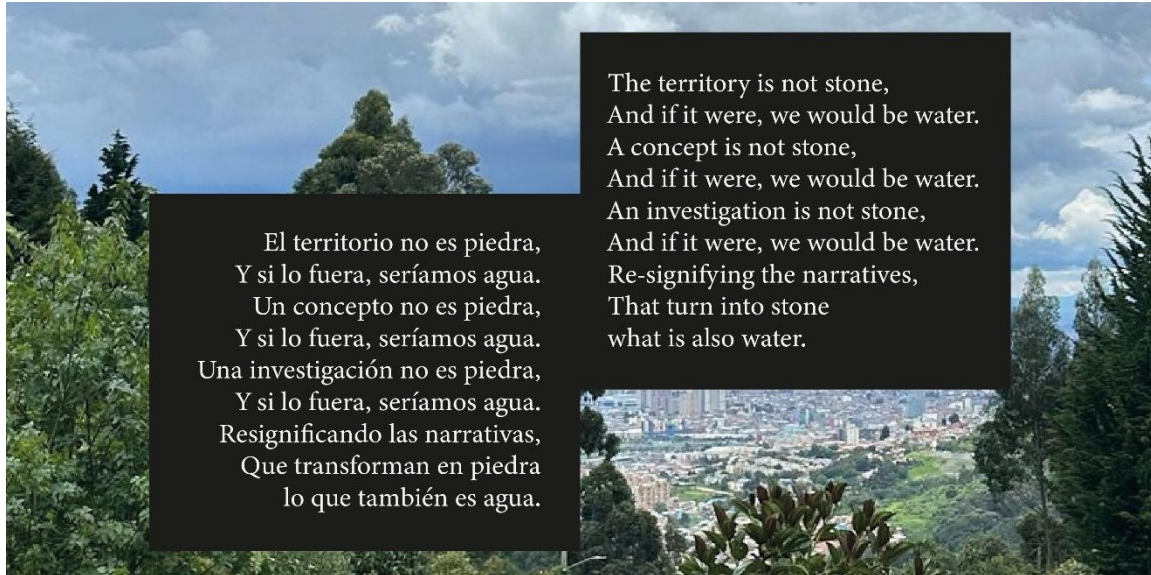 El territorio no es piedra,
Y si lo fuera, seríamos agua.
Un concepto no es piedra,
Y si lo fuera, seríamos agua.
Una investigación no es piedra,
Y si lo fuera, seríamos agua.
Resignificando las narrativas,
Que transforman en piedra
lo que también es agua.
The territory is not stone,
And if it were, we would be water.
A concept is not stone,
And if it were, we would be water.
An investigation is not stone,
And if it were, we would be water.
Re-signifying the narratives,
That turn into stone
what is also water.